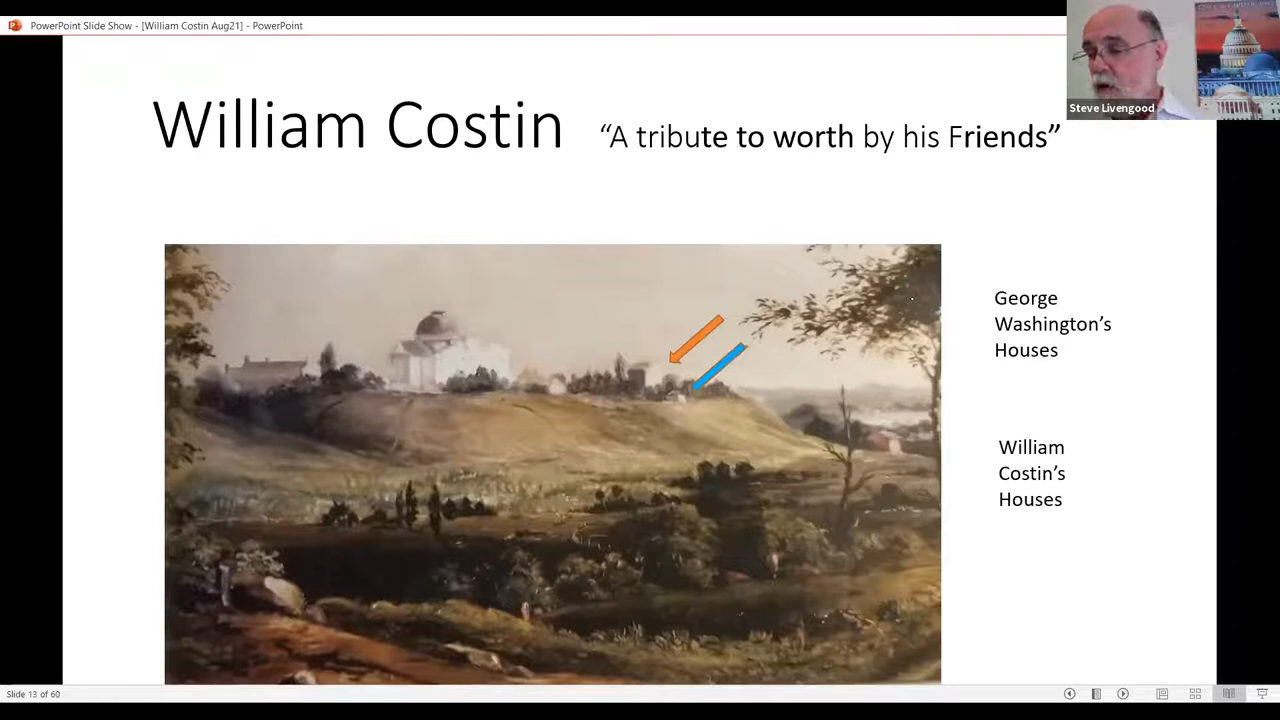 PowerPoint Slide Show - [William Costin Aug21] - PowerPoint
Steve Livengood
William Costin “A tribute to worth by his Friends”
George
Washington’s
Houses
William
Costin’s
Houses
Slide 13 of 60